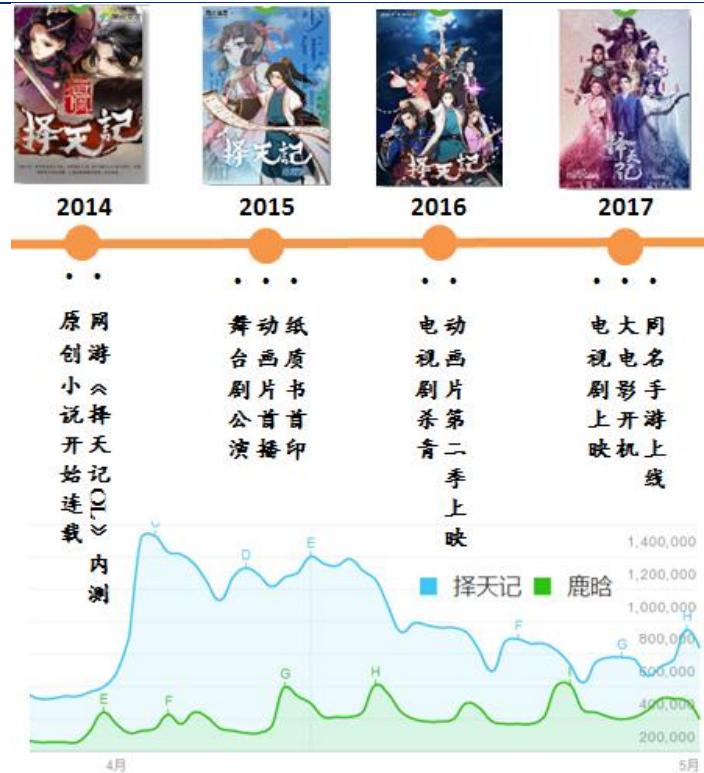 择天記
择天記
择天記
择天記
2014
2015
2016
2017
• 原创小说开始连载
• 网游《择天记OL》内测
• 舞台剧公演
• 动画片首播
• 纸质书首印
• 电视剧杀青
• 动画片第二季上映
• 电视剧上映
• 大电影开机
• 同名手游上线
D
E
F
G
H
择天记
鹿晗
E
F
G
H
1,400,000
1,200,000
1,000,000
800,000
600,000
400,000
200,000
4月
5月